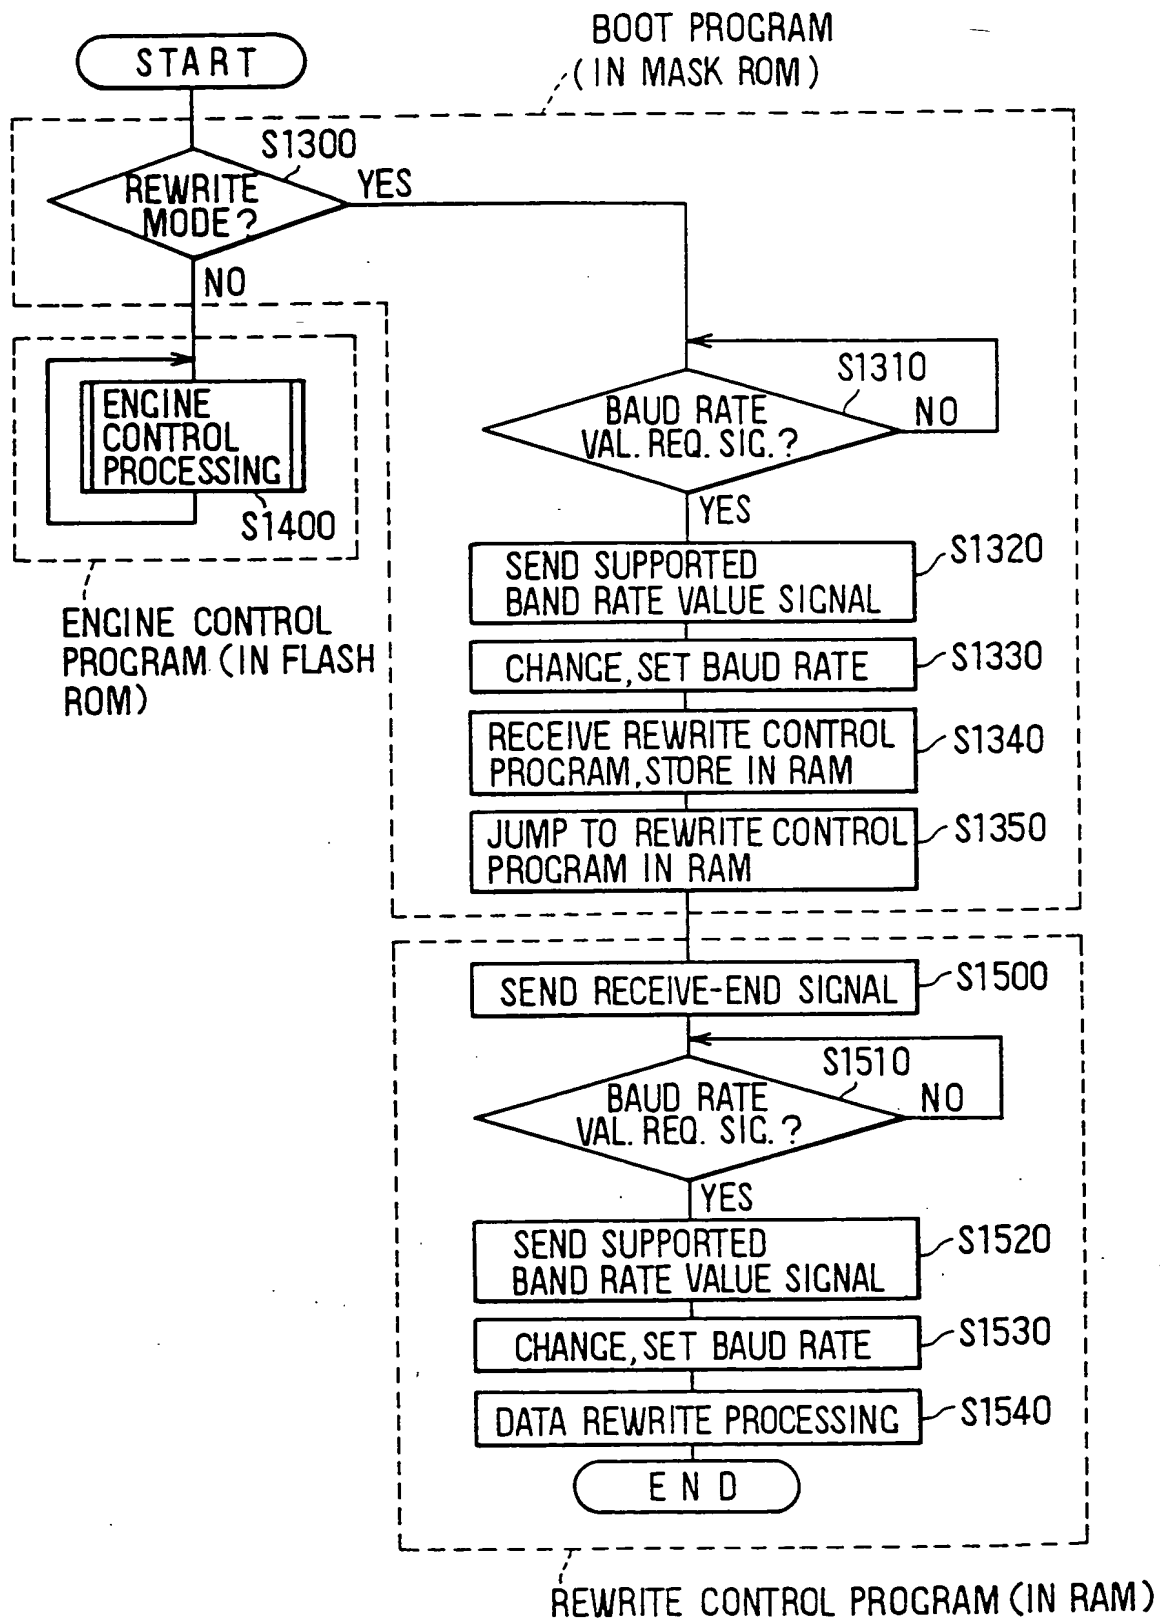 BOOT PROGRAM
(IN MASK ROM)
START
S1300
REWRITE
MODE?
YES
NO
S1310
BAUD RATE
VAL. REQ. SIG.?
NO
YES
ENGINE
CONTROL
PROCESSING
S1400
ENGINE CONTROL
PROGRAM (IN FLASH
ROM)
SEND SUPPORTED
BAND RATE VALUE SIGNAL
S1320
CHANGE, SET BAUD RATE
S1330
RECEIVE REWRITE CONTROL
PROGRAM, STORE IN RAM
S1340
JUMP TO REWRITE CONTROL
PROGRAM IN RAM
S1350
SEND RECEIVE-END SIGNAL
S1500
S1510
BAUD RATE
VAL. REQ. SIG.?
NO
YES
SEND SUPPORTED
BAND RATE VALUE SIGNAL
S1520
CHANGE, SET BAUD RATE
S1530
DATA REWRITE PROCESSING
S1540
END
REWRITE CONTROL PROGRAM (IN RAM)